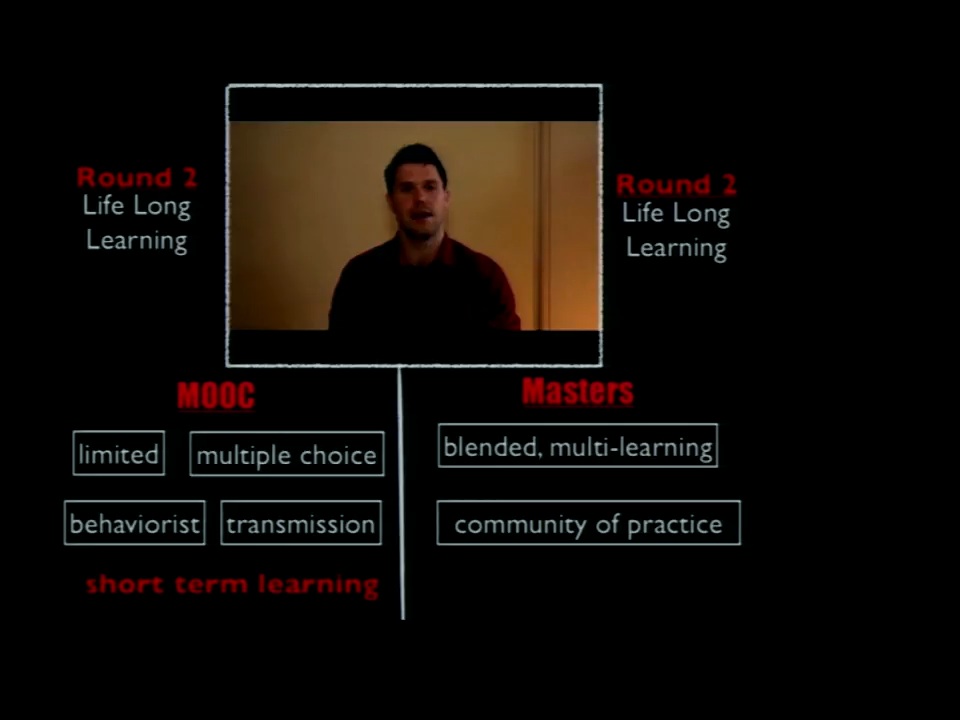 Round 2
Life Long
Learning
Round 2
Life Long
Learning
MOOC
limited
multiple choice
behaviorist
transmission
short term learning
Masters
blended, multi-learning
community of practice